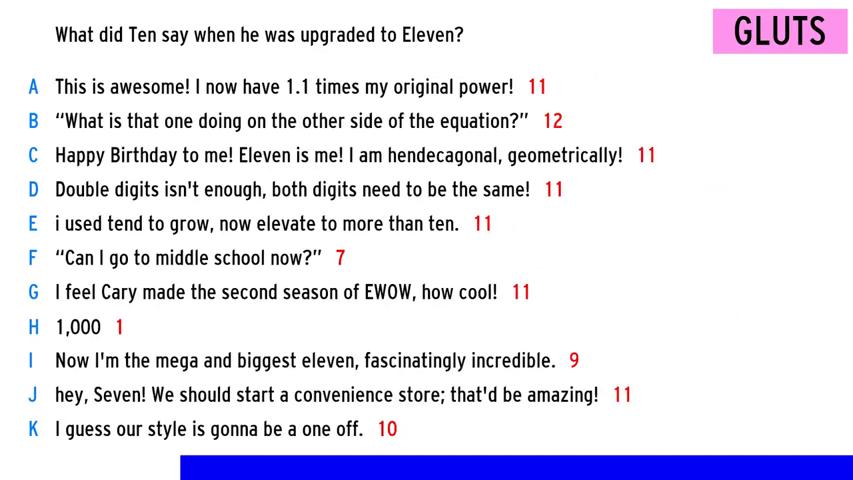 What did Ten say when he was upgraded to Eleven?
GLUTS
A This is awesome! I now have 1.1 times my original power! 11
B “What is that one doing on the other side of the equation?” 12
C Happy Birthday to me! Eleven is me! I am hendecagonal, geometrically! 11
D Double digits isn't enough, both digits need to be the same! 11
E i used tend to grow, now elevate to more than ten. 11
F “Can I go to middle school now?” 7
G I feel Cary made the second season of EWOW, how cool! 11
H 1,000 1
I Now I'm the mega and biggest eleven, fascinatingly incredible. 9
J hey, Seven! We should start a convenience store; that'd be amazing! 11
K I guess our style is gonna be a one off. 10